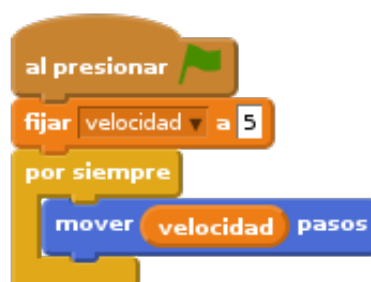 al presionar
fijar velocidad a 5
por siempre
mover velocidad pasos